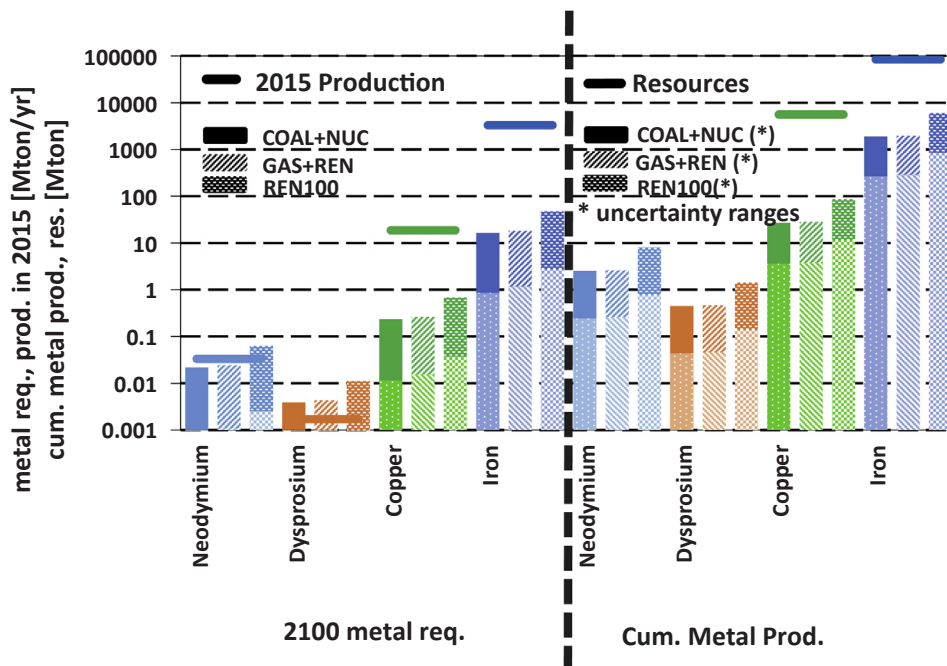 metal req., prod. in 2015 [Mton/yr]
cum. metal prod., res. [Mton]
100000
10000
1000
100
10
1
0.1
0.01
0.001
2015 Production
COAL+NUC
GAS+REN
REN100
Resources
COAL+NUC (*)
GAS+REN (*)
REN100(*)
* uncertainty ranges
Neodymium
Dysprosium
Copper
Iron
Neodymium
Dysprosium
Copper
Iron
2100 metal req.
Cum. Metal Prod.